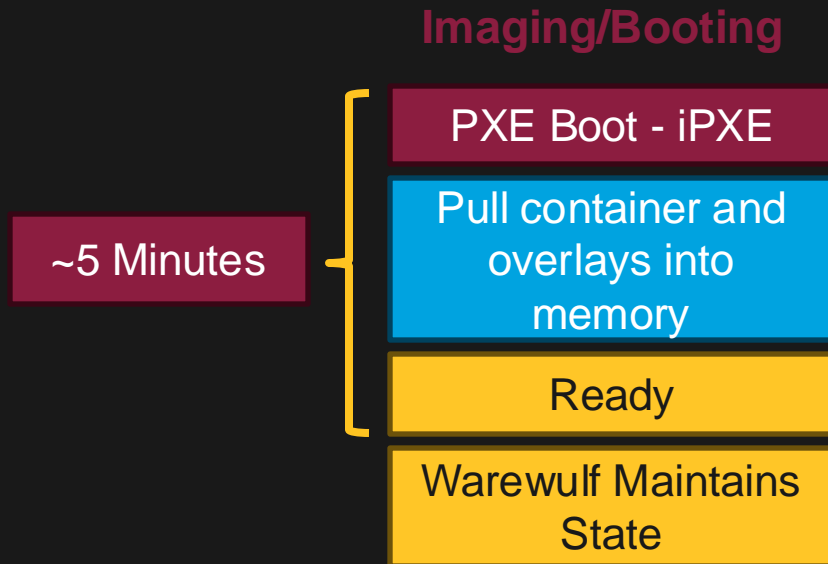 Imaging/Booting
PXE Boot - iPXE
Pull container and
overlays into
memory
~5 Minutes
Ready
Warewulf Maintains
State